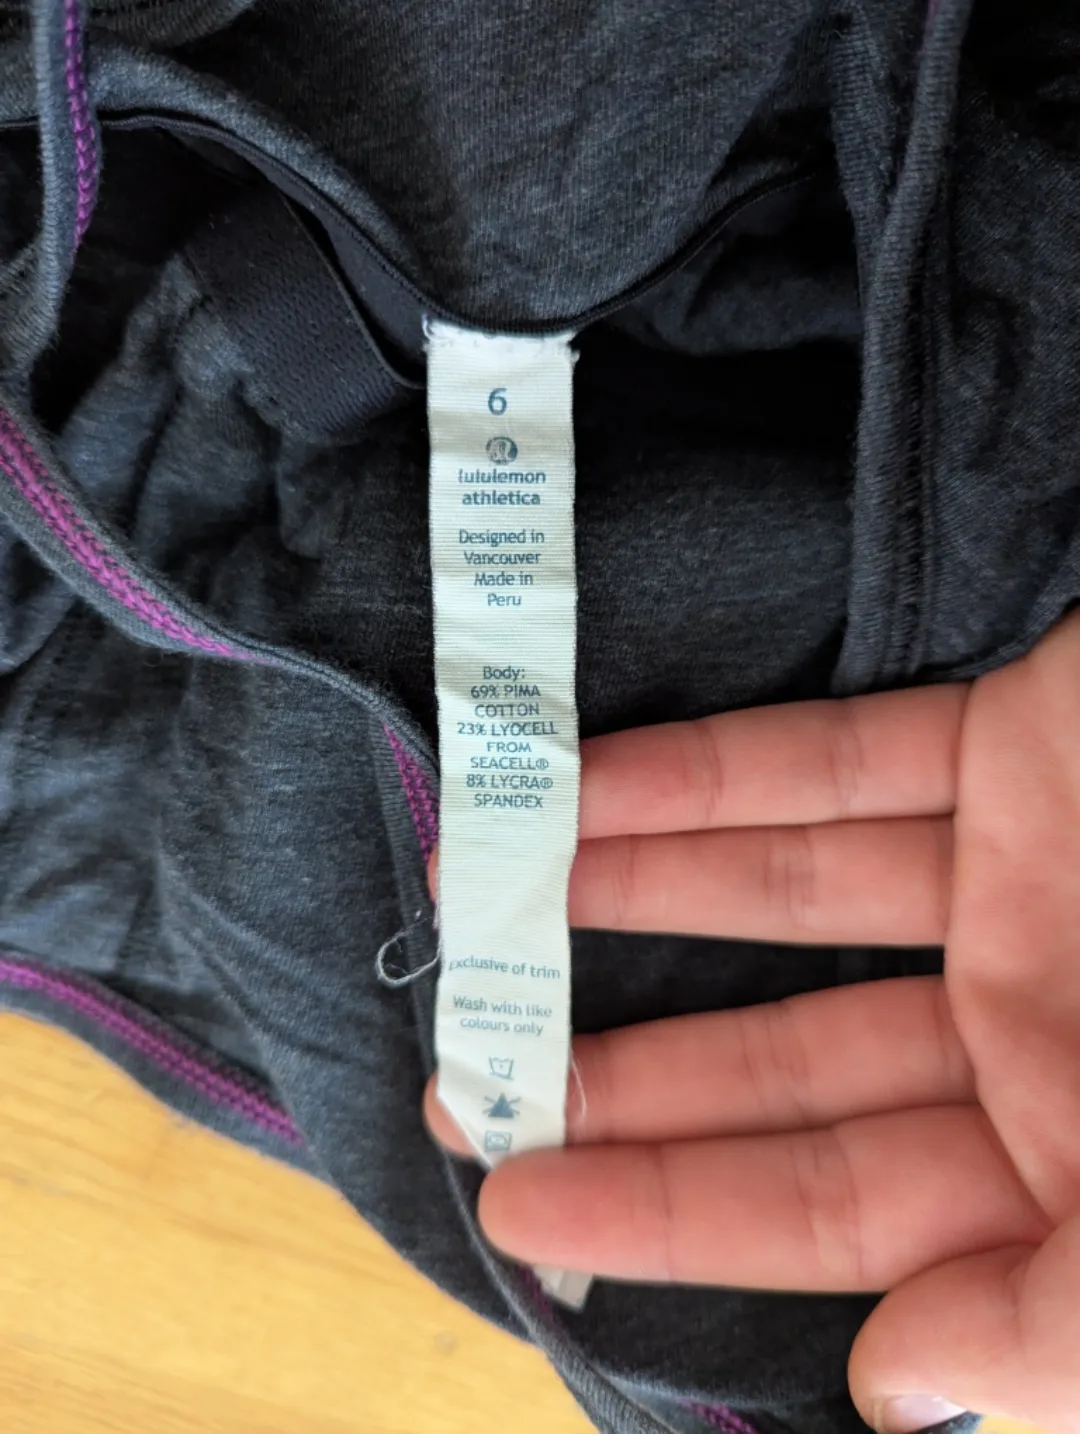 6
lululemon
athletica
Designed in
Vancouver
Made in
Peru
Body:
69% PIMA
COTTON
23% LYOCELL
FROM
SEACELL®
8% LYCRA®
SPANDEX
Exclusive of trim
Wash with like
colours only